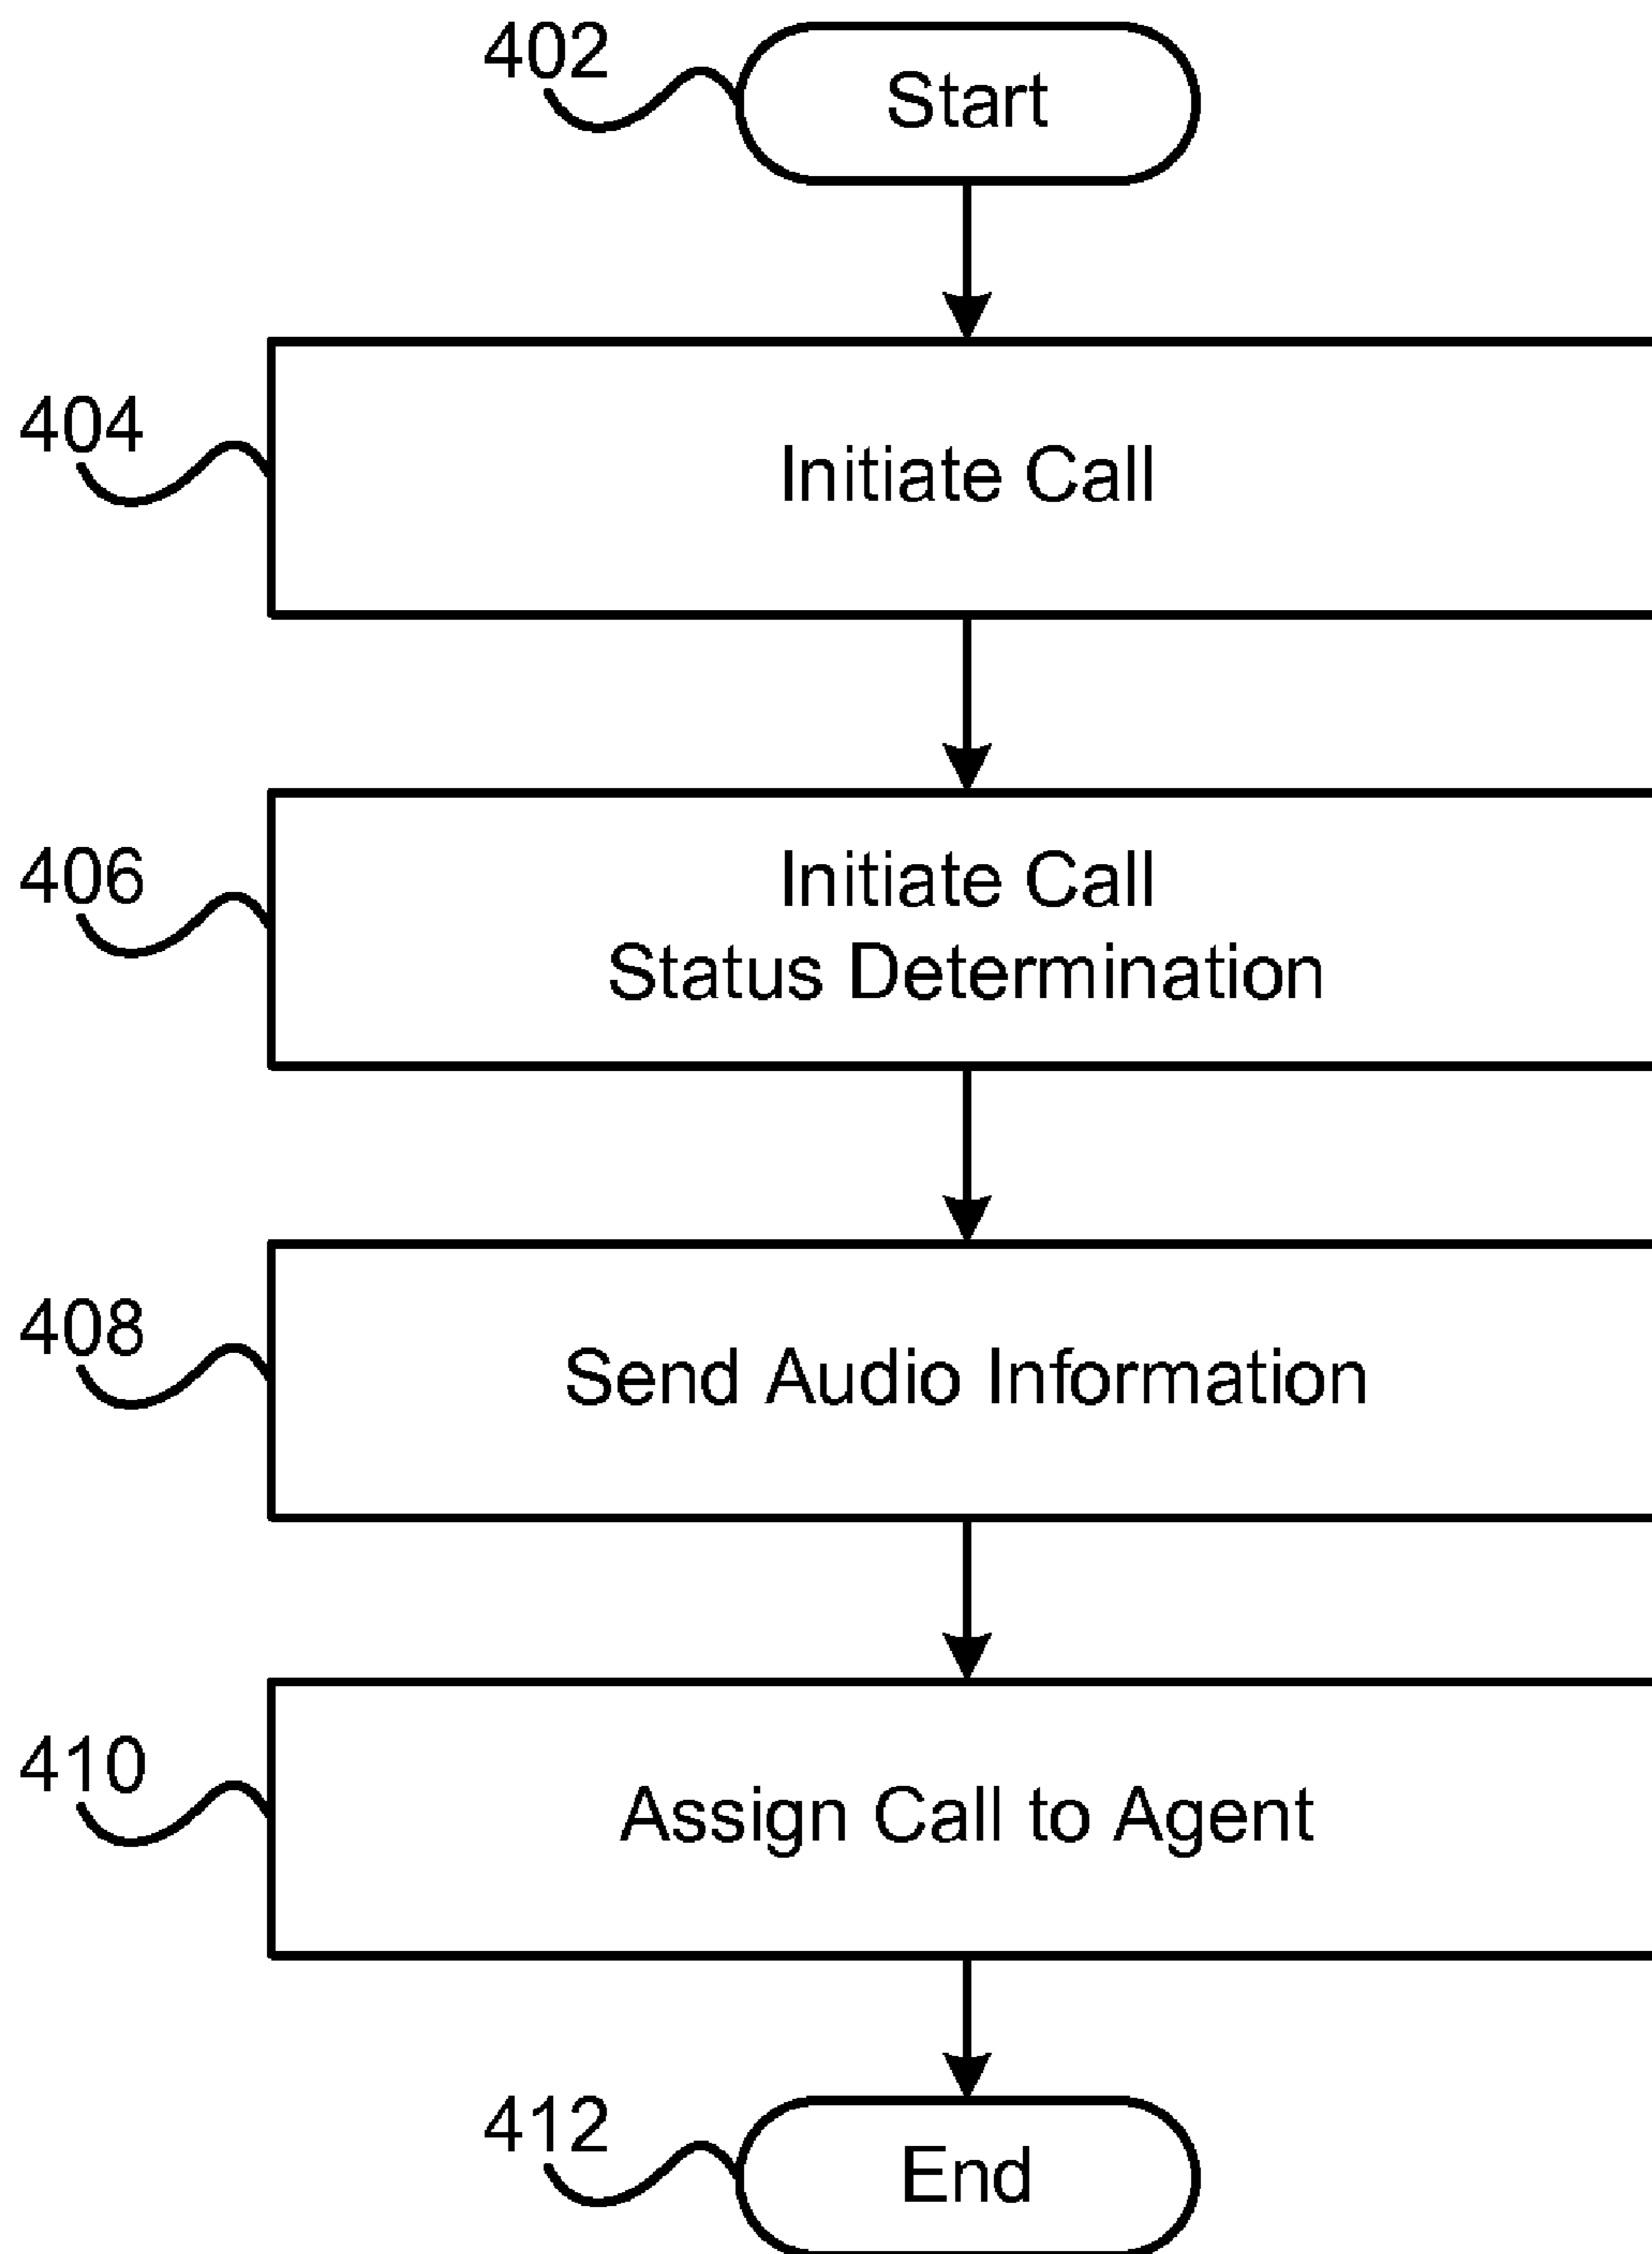 402
Start
404
Initiate Call
406
Initiate Call
Status Determination
408
Send Audio Information
410
Assign Call to Agent
412
End